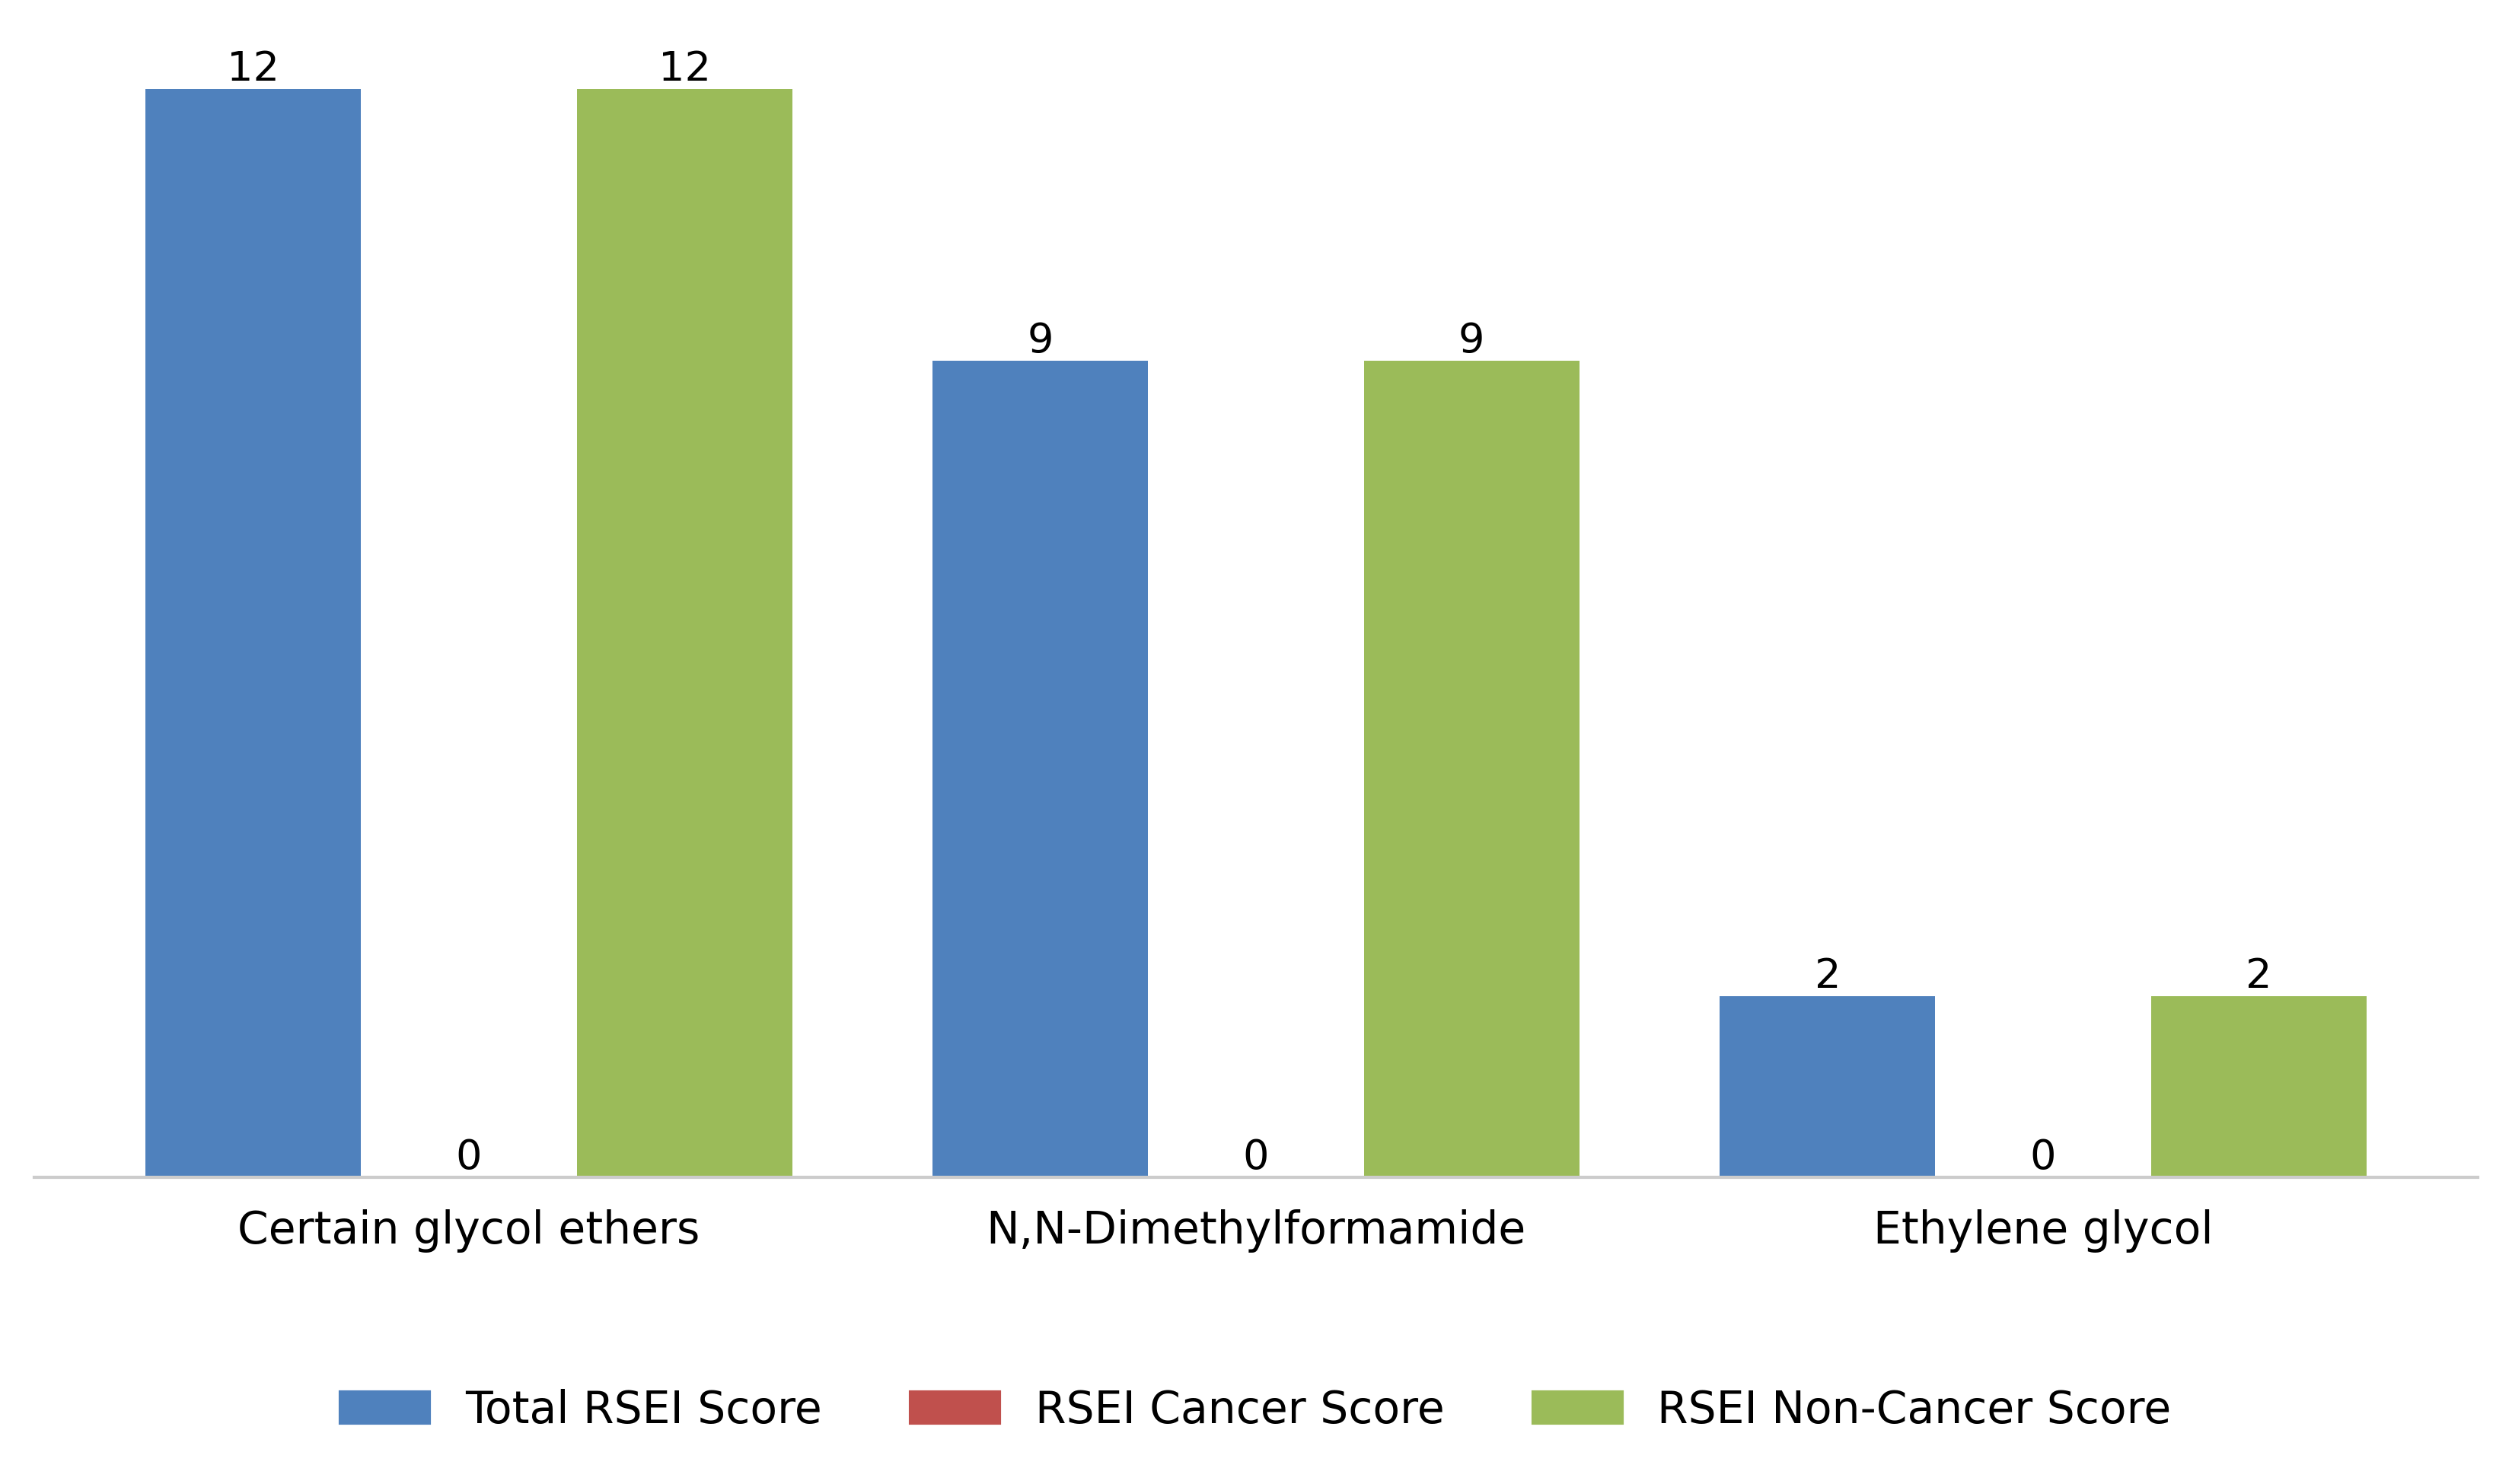 12
12
9
9
2
2
0
0
0
Certain glycol ethers
N,N-Dimethylformamide
Ethylene glycol
Total RSEI Score
RSEI Cancer Score
RSEI Non-Cancer Score